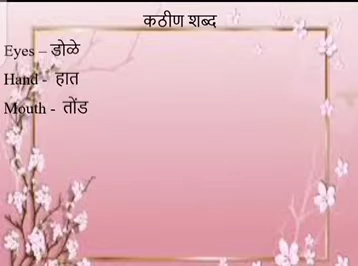 कठीण शब्द
Eyes – डोळे
Hand - हात
Mouth - तोंड